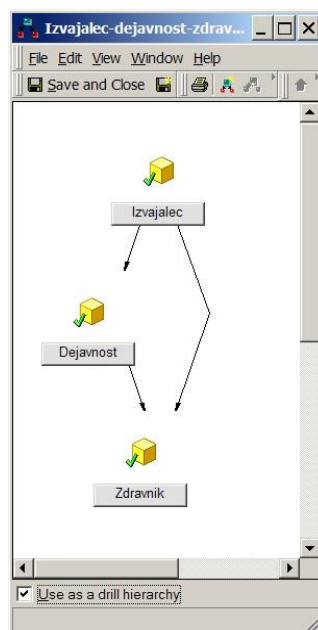 Izvajalec-dejavnost-zdrav...
File Edit View Window Help
Save and Close
Izvajalec
Dejavnost
Zdravnik
Use as a drill hierarchy